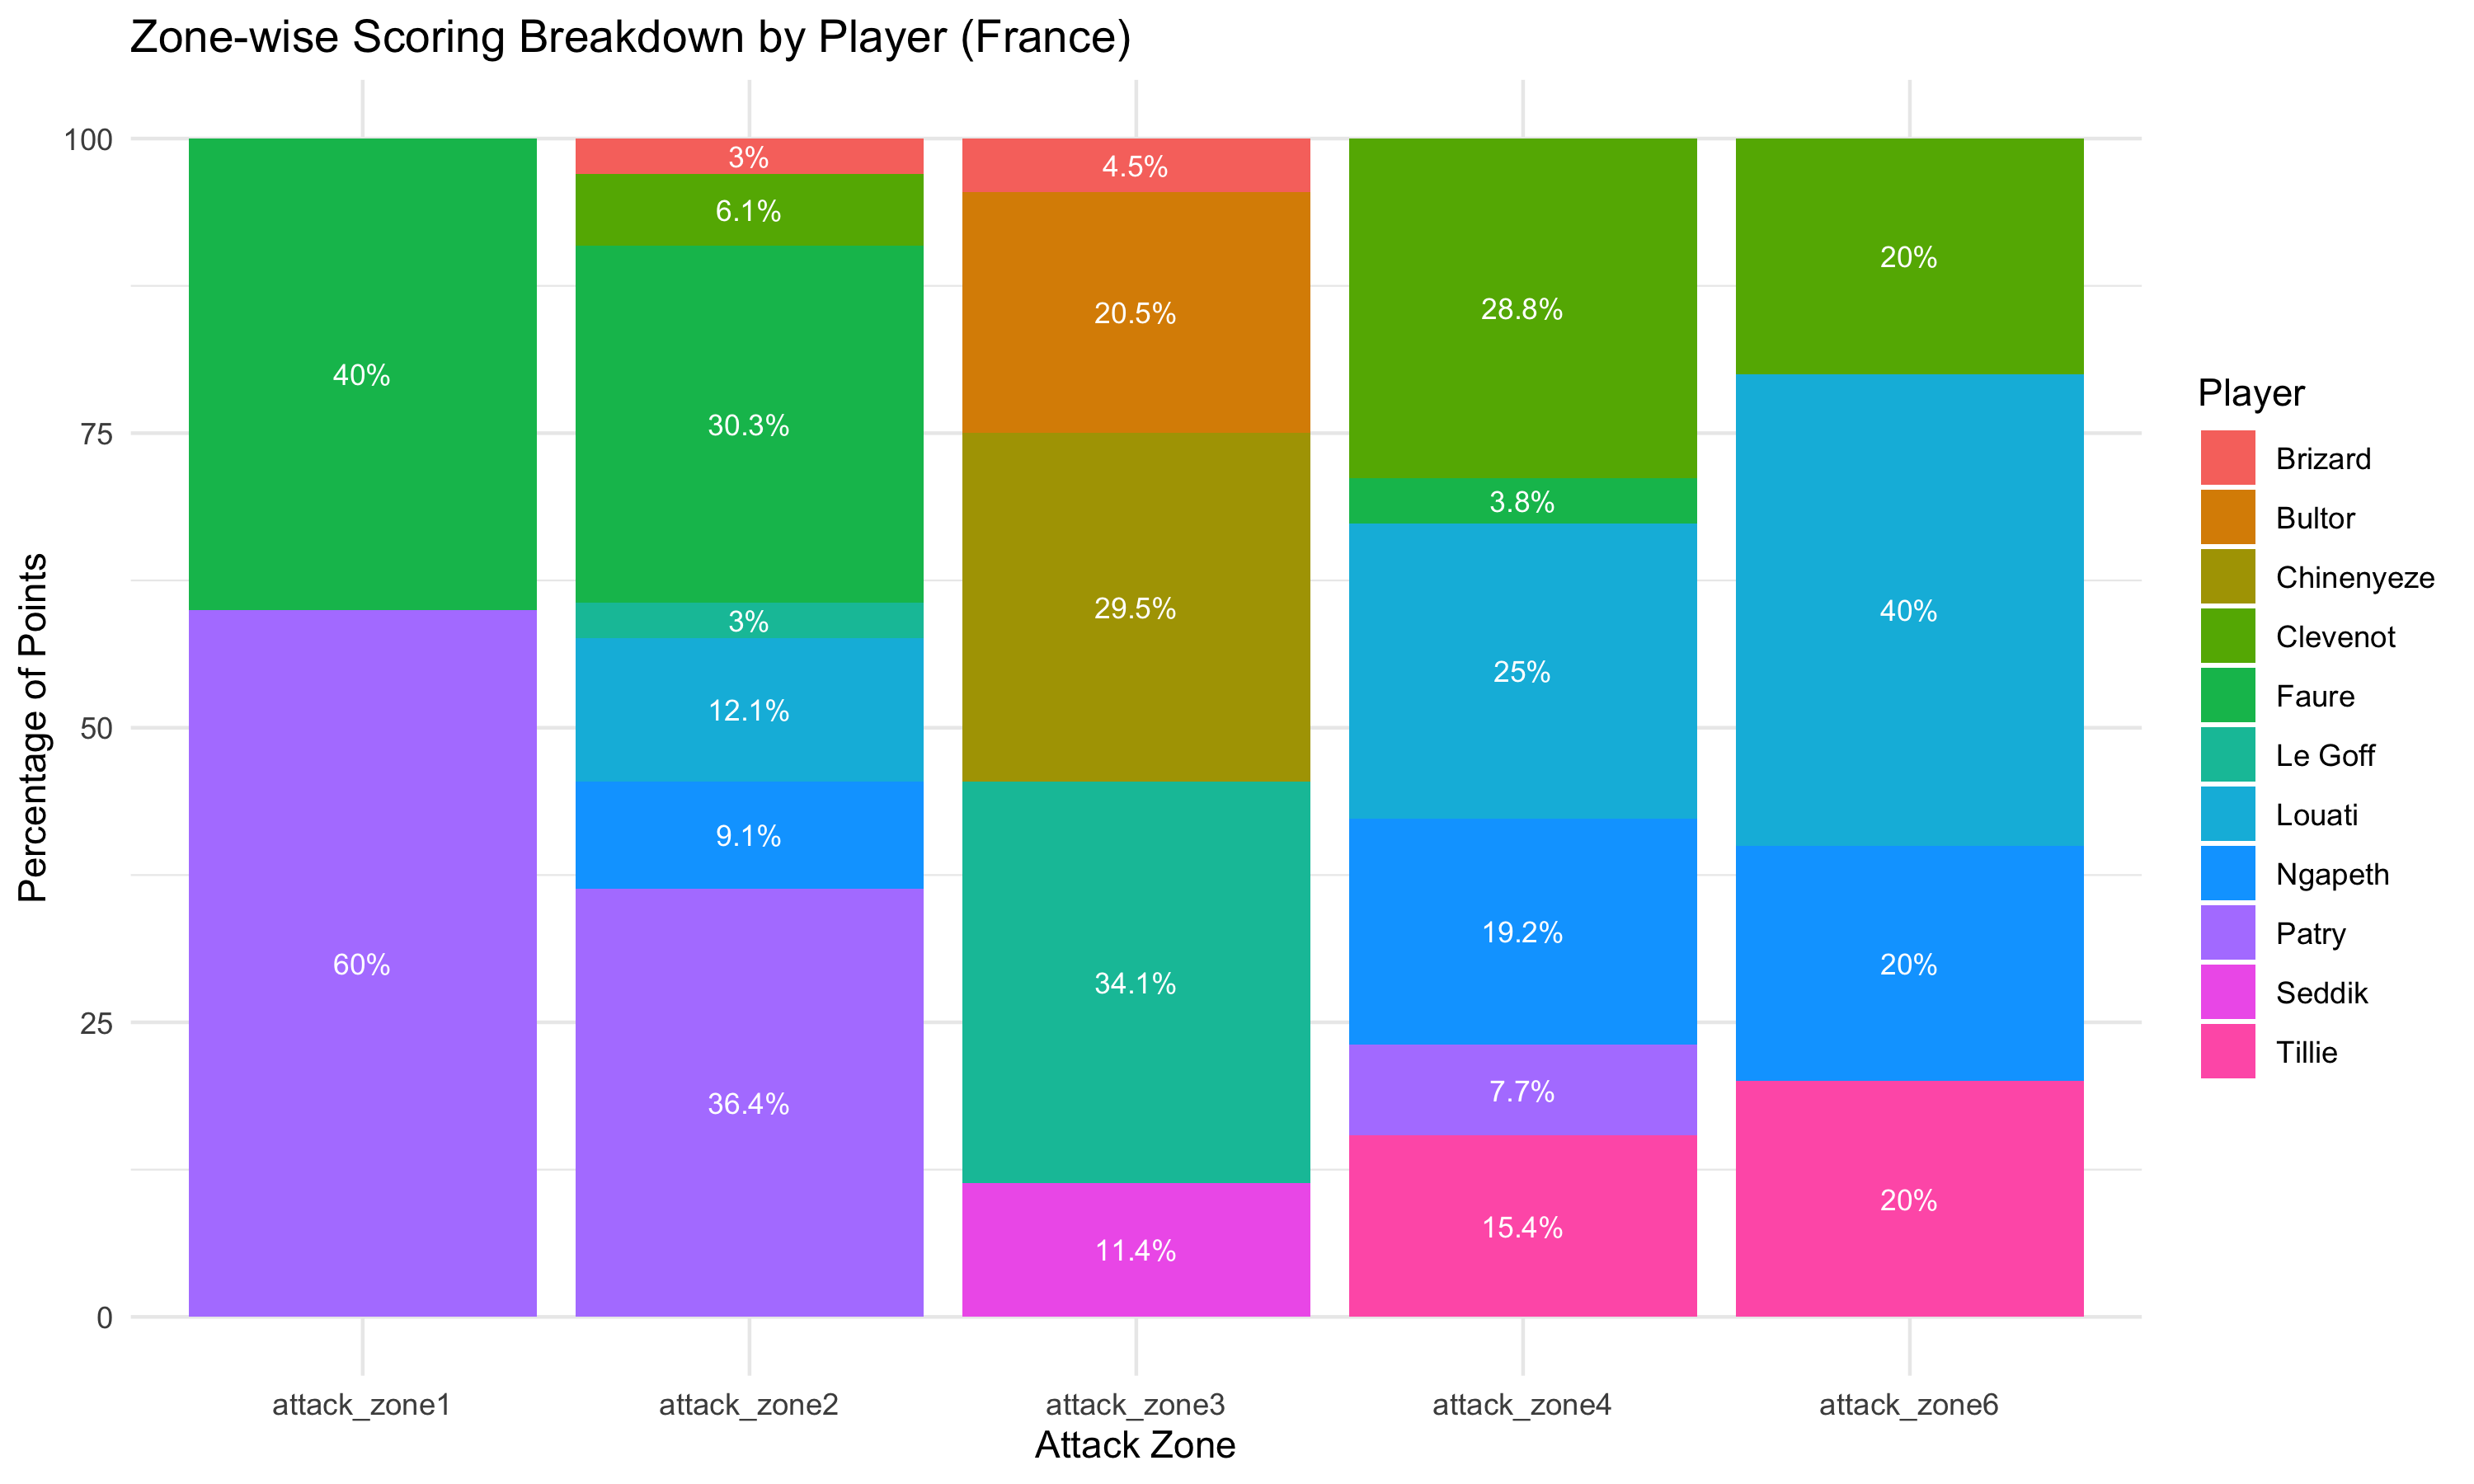 Zone-wise Scoring Breakdown by Player (France)
Percentage of Points
100
75
50
25
0
40%
60%
3%
6.1%
30.3%
3%
12.1%
9.1%
36.4%
4.5%
20.5%
29.5%
34.1%
11.4%
28.8%
3.8%
25%
19.2%
7.7%
15.4%
20%
40%
20%
20%
attack_zone1
attack_zone2
attack_zone3
attack_zone4
attack_zone6
Attack Zone
Player
Brizard
Bultor
Chinenyeze
Clevenot
Faure
Le Goff
Louati
Ngapeth
Patry
Seddik
Tillie